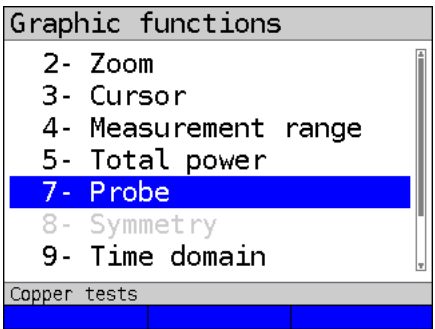 Graphic functions
2- Zoom
3- Cursor
4- Measurement range
5- Total power
7- Probe
8- Symmetry
9- Time domain
Copper tests